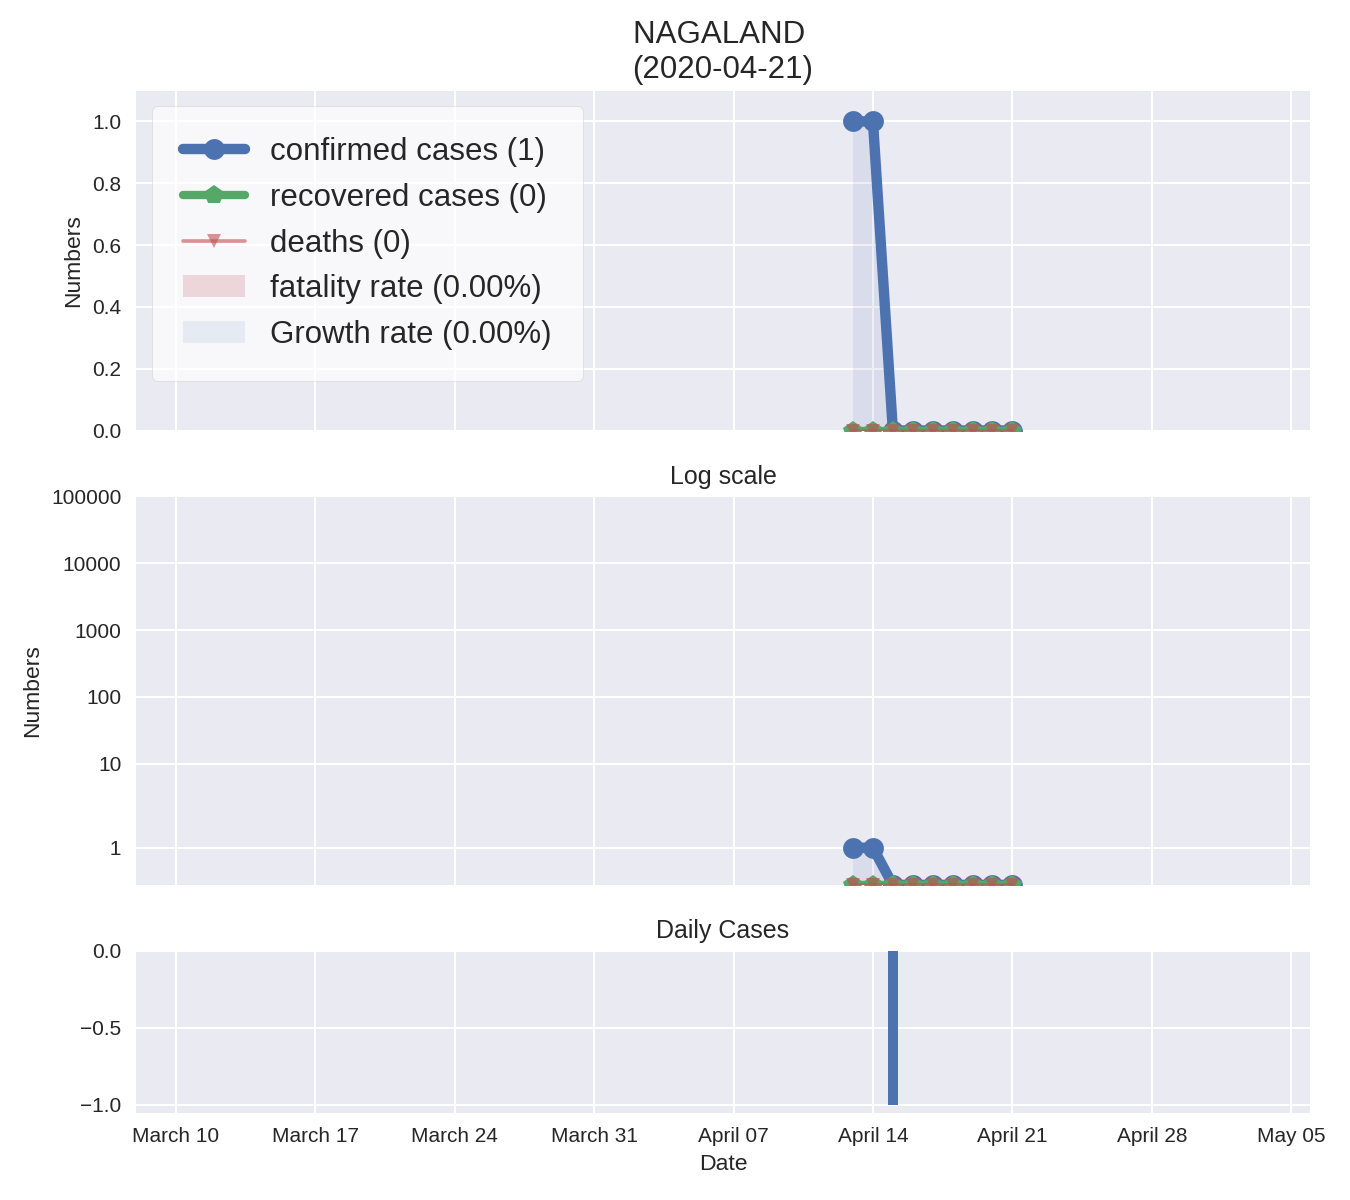 NAGALAND
(2020-04-21)
1.0
0.8
0.6
0.4
0.2
0.0
Numbers
confirmed cases (1)
recovered cases (0)
deaths (0)
fatality rate (0.00%)
Growth rate (0.00%)
Log scale
100000
10000
1000
100
10
1
Numbers
Daily Cases
0.0
−0.5
−1.0
March 10 March 17 March 24 March 31 April 07 April 14 April 21 April 28 May 05
Date